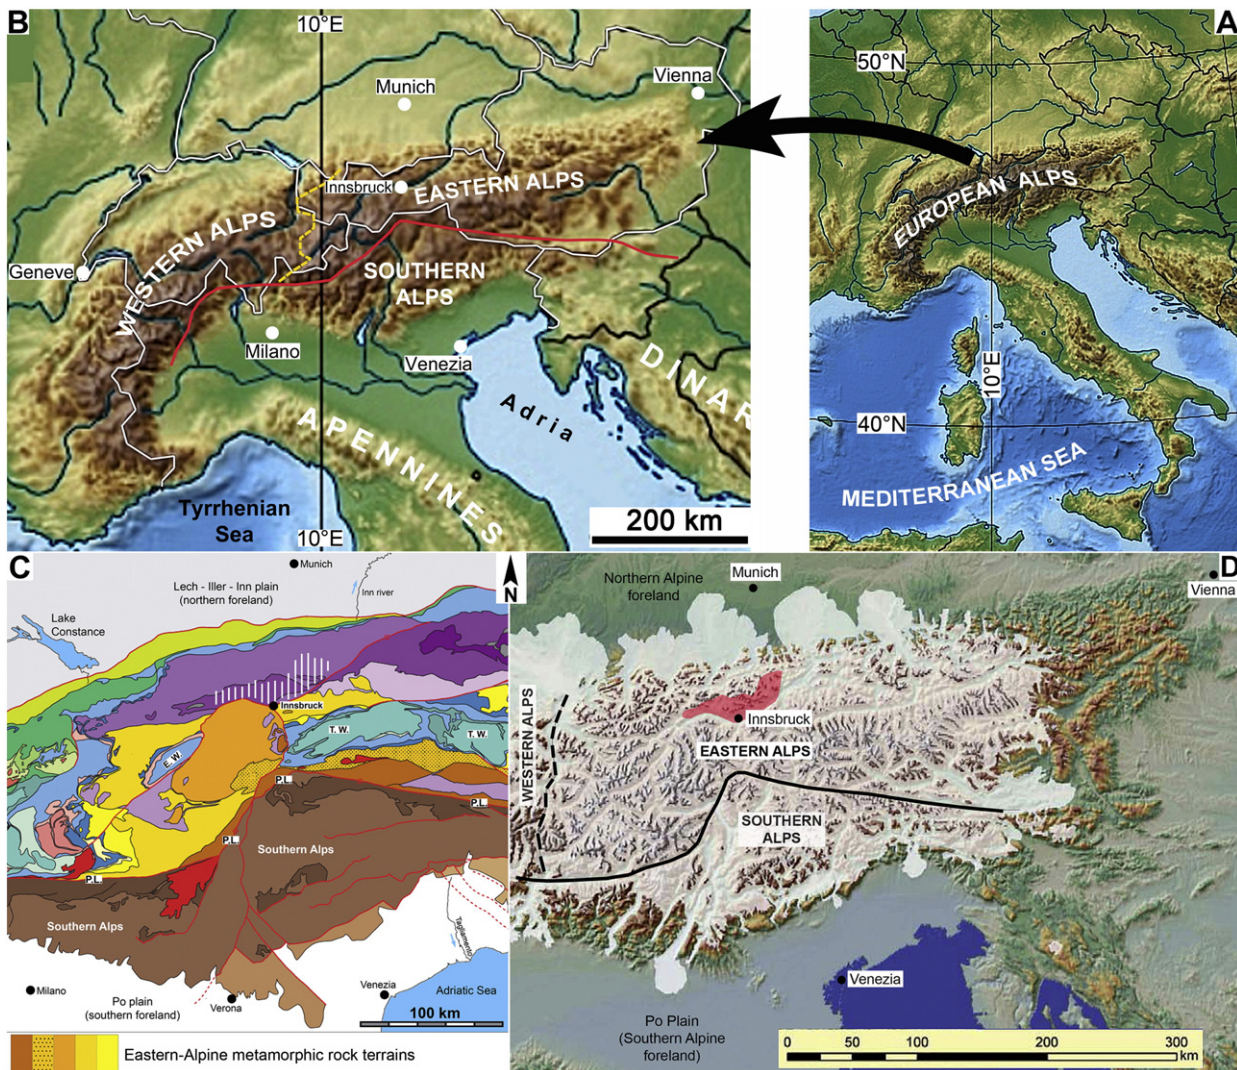 B
10°E
Munich
Vienna
Innsbruck
EASTERN ALPS
WESTERN ALPS
Geneve
SOUTHERN
ALPS
Milano
Venezia
DINAR
Adria
APENNINES
Tyrrhenian
Sea
10°E
200 km
A
50°N
EUROPEAN ALPS
10°E
40°N
MEDITERRANEAN SEA
C
Munich
Lech - Iller - Inn plain
(northern foreland)
Inn river
N
Lake
Constance
Innsbruck
T. W.
T. W.
E. W.
P.L.
P.L.
P.L.
P.L.
Southern Alps
Southern Alps
Tagliamento
Milano
Venezia
Adriatic Sea
Po plain
(southern foreland)
Verona
100 km
Eastern-Alpine metamorphic rock terrains
D
Northern Alpine
foreland
Munich
Vienna
WESTERN ALPS
Innsbruck
EASTERN ALPS
SOUTHERN
ALPS
Venezia
Po Plain
(Southern Alpine
foreland)
0 50 100 200 300
km